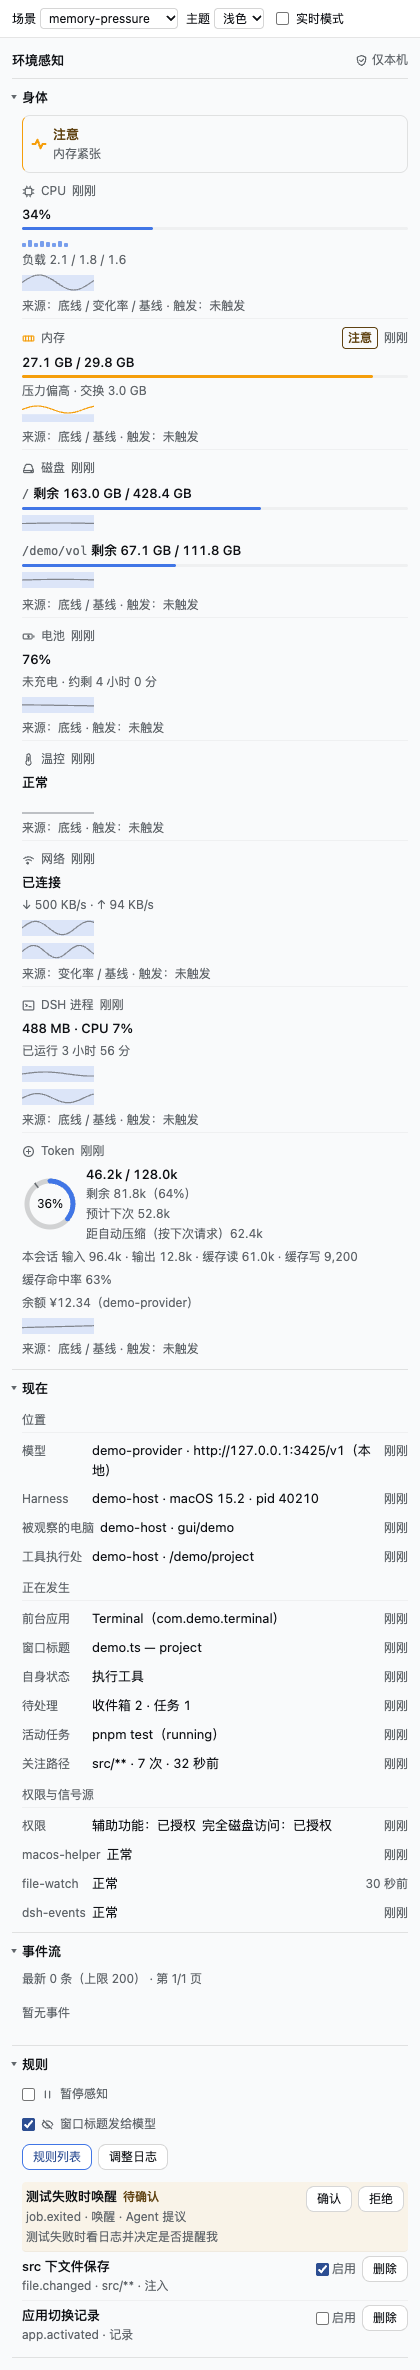 场景 memory-pressure 主题 浅色 实时模式
环境感知 仅本机
身体
注意
内存紧张
CPU 刚刚
34%
负载 2.1 / 1.8 / 1.6
来源：底线 / 变化率 / 基线 · 触发：未触发
内存 注意 刚刚
27.1 GB / 29.8 GB
压力偏高 · 交换 3.0 GB
来源：底线 / 基线 · 触发：未触发
磁盘 刚刚
/ 剩余 163.0 GB / 428.4 GB
/demo/vol 剩余 67.1 GB / 111.8 GB
来源：底线 / 基线 · 触发：未触发
电池 刚刚
76%
未充电 · 约剩 4 小时 0 分
来源：底线 · 触发：未触发
温控 刚刚
正常
来源：底线 · 触发：未触发
网络 刚刚
已连接
↓ 500 KB/s · ↑ 94 KB/s
来源：变化率 / 基线 · 触发：未触发
DSH 进程 刚刚
488 MB · CPU 7%
已运行 3 小时 56 分
来源：底线 / 基线 · 触发：未触发
Token 刚刚
36%
46.2k / 128.0k
剩余 81.8k（64%）
预计下次 52.8k
距自动压缩（按下次请求）62.4k
本会话 输入 96.4k · 输出 12.8k · 缓存读 61.0k · 缓存写 9,200
缓存命中率 63%
余额 ¥12.34（demo-provider）
来源：底线 / 基线 · 触发：未触发
现在
位置
模型 demo-provider · http://127.0.0.1:3425/v1（本 刚刚
地）
Harness demo-host · macOS 15.2 · pid 40210 刚刚
被观察的电脑 demo-host · gui/demo 刚刚
工具执行处 demo-host · /demo/project 刚刚
正在发生
前台应用 Terminal（com.demo.terminal） 刚刚
窗口标题 demo.ts — project 刚刚
自身状态 执行工具 刚刚
待处理 收件箱 2 · 任务 1 刚刚
活动任务 pnpm test（running） 刚刚
关注路径 src/** · 7 次 · 32 秒前 刚刚
权限与信号源
权限 辅助功能：已授权 完全磁盘访问：已授权 刚刚
macos-helper 正常 刚刚
file-watch 正常 30 秒前
dsh-events 正常 刚刚
事件流
最新 0 条（上限 200） · 第 1/1 页
暂无事件
规则
暂停感知
窗口标题发给模型
规则列表 调整日志
测试失败时唤醒 待确认 确认 拒绝
job.exited · 唤醒 · Agent 提议
测试失败时看日志并决定是否提醒我
src 下文件保存 启用 删除
file.changed · src/** · 注入
应用切换记录 启用 删除
app.activated · 记录